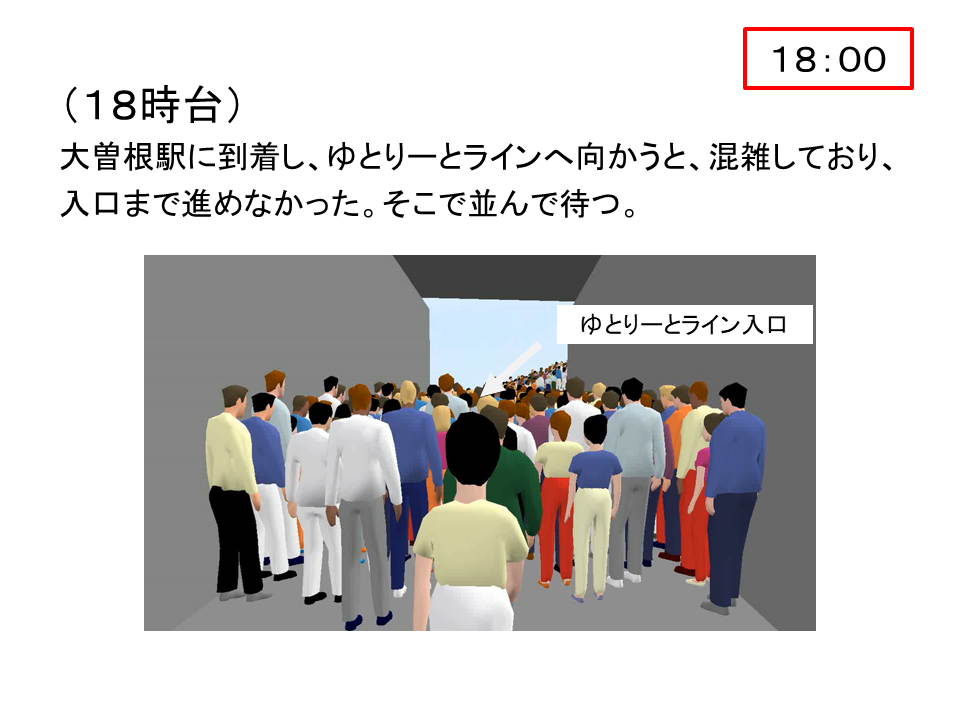 １８：００
（１８時台）
大曽根駅に到着し、ゆとりーとラインへ向かうと、混雑しており、
入口まで進めなかった。そこで並んで待つ。
ゆとりーとライン入口